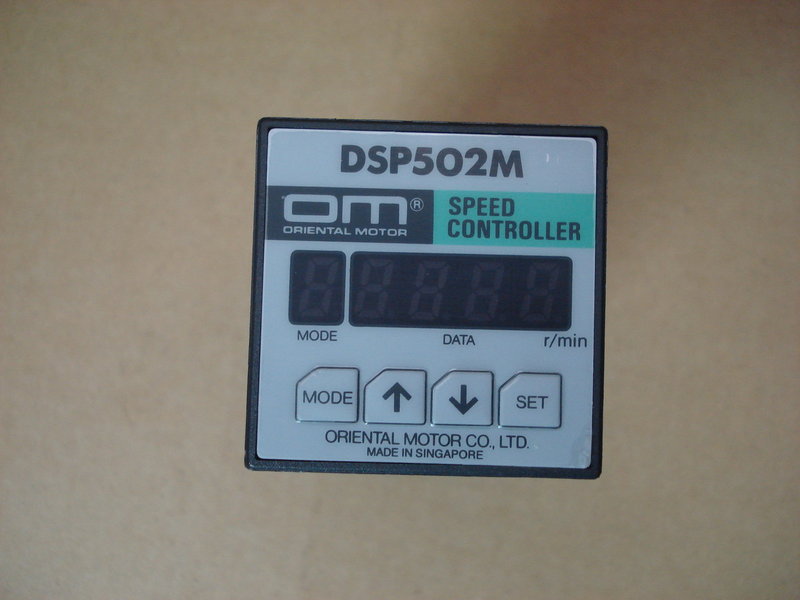 DSP502M
OM®
ORIENTAL MOTOR
SPEED
CONTROLLER
MODE
DATA
r/min
MODE
↑
↓
SET
ORIENTAL MOTOR CO., LTD.
MADE IN SINGAPORE